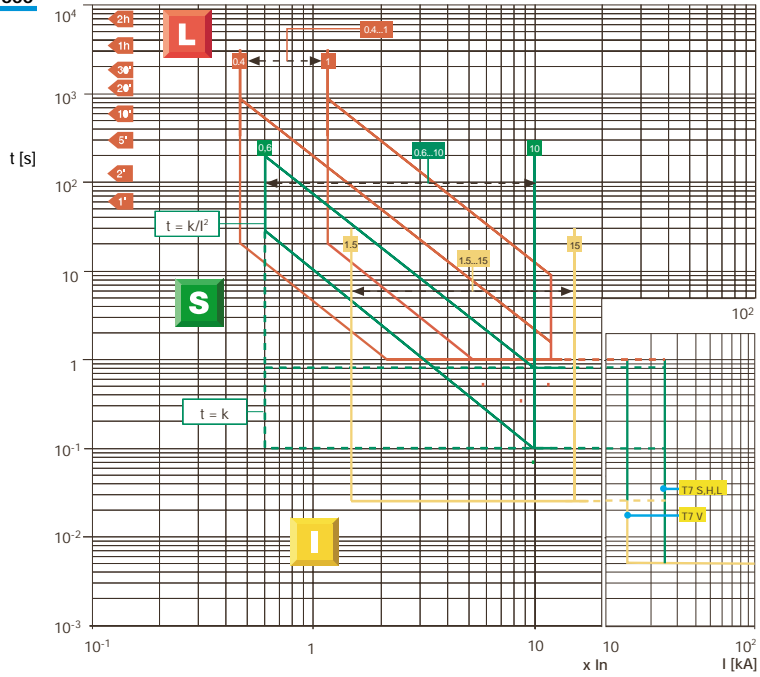 10⁴
2h
L
0.4...1
1h
0.4
1
30'
20'
10³
10'
t [s]
5'
0.6
0.6...10
10
2'
10²
1'
t = k/I²
1.5
15
1.5...15
10
S
10²
1
t = k
10⁻¹
T7 S,H,L
T7 V
I
10⁻²
10⁻³
10⁻¹
1
10
10
10²
x In
I [kA]